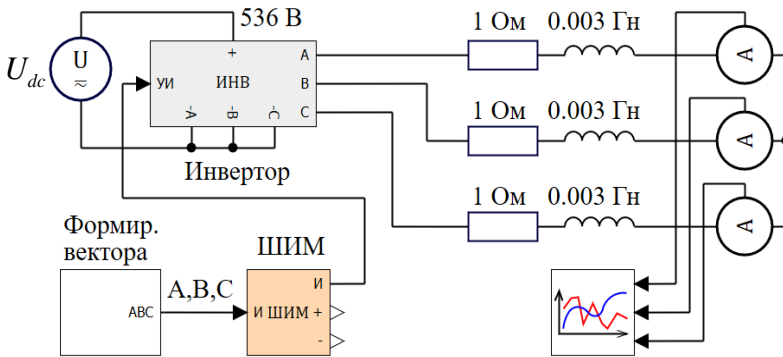 536 В
1 Ом 0.003 Гн
U
≂
U_dc
+
УИ ИНВ
A
B
C
-A -B -C
A
1 Ом 0.003 Гн
A
Инвертор
1 Ом 0.003 Гн
A
Формир.
вектора
ABC
A,B,C
ШИМ
И
И ШИМ +
-